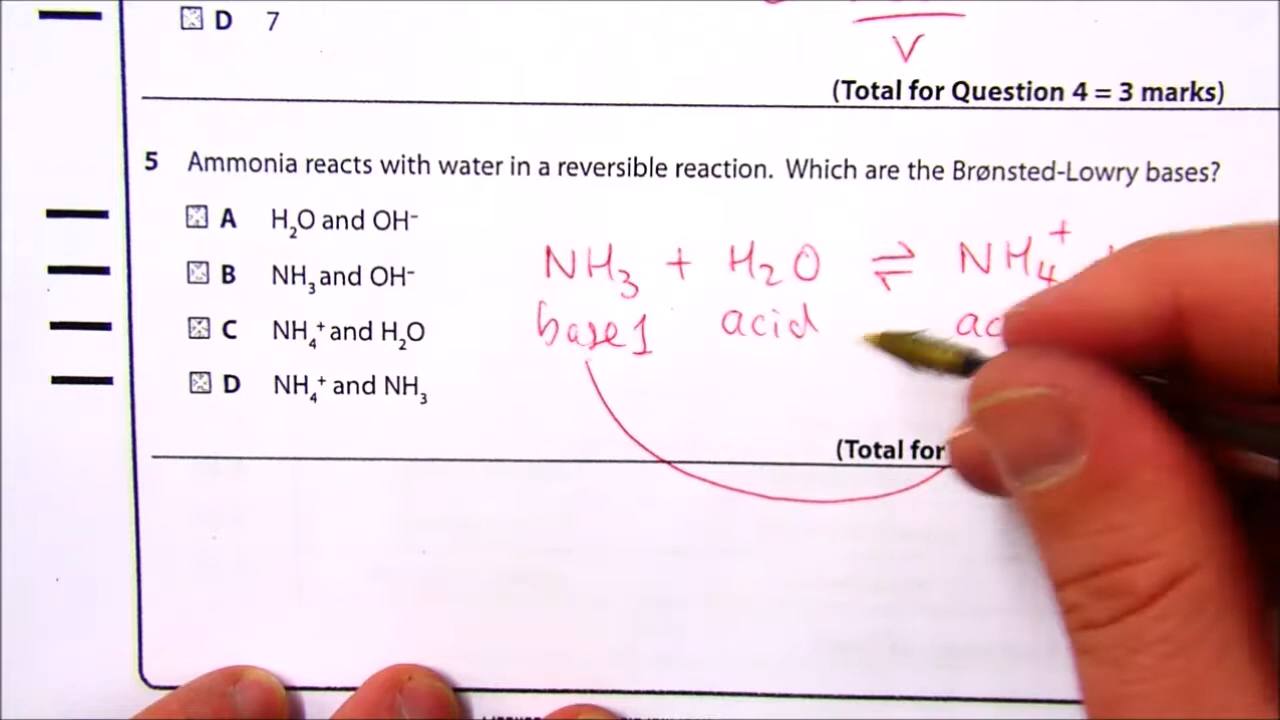 D 7
V
(Total for Question 4 = 3 marks)
5 Ammonia reacts with water in a reversible reaction. Which are the Brønsted-Lowry bases?
A H₂O and OH⁻
B NH₃ and OH⁻
C NH₄⁺ and H₂O
D NH₄⁺ and NH₃
NH₃ + H₂O ⇌ NH₄⁺
base 1 acid
(Total for